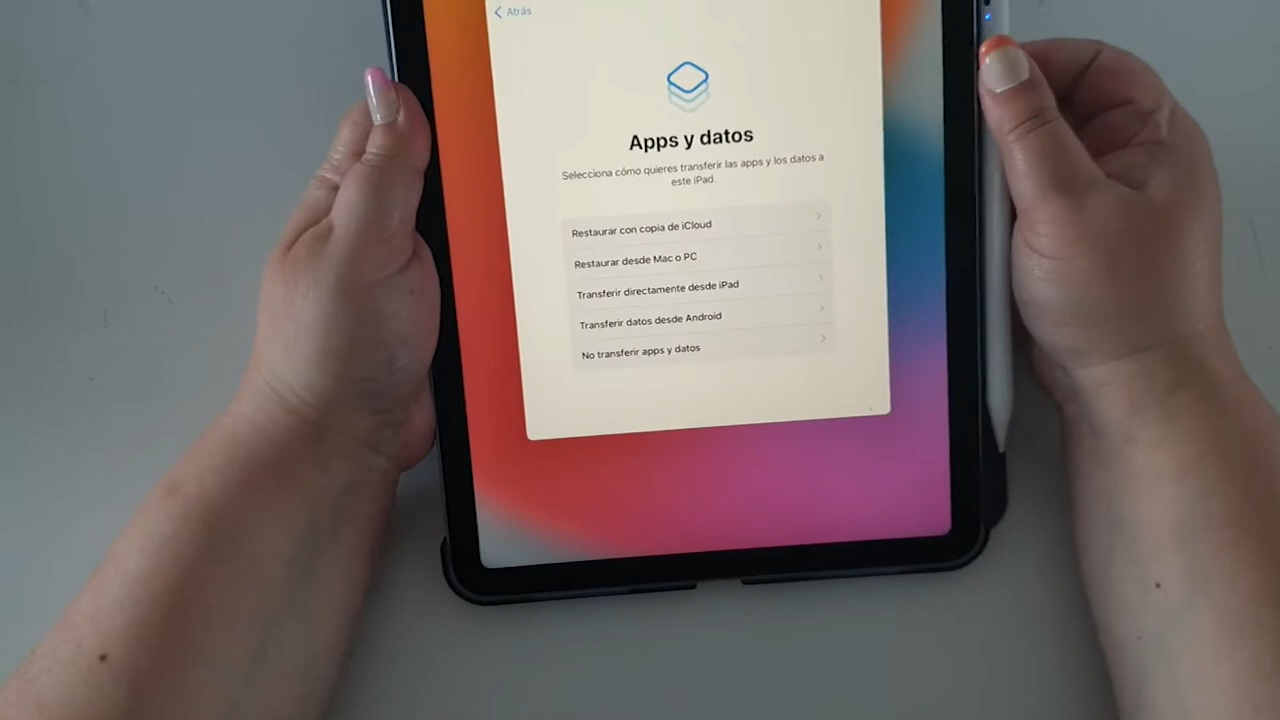 Atrás
Apps y datos
Selecciona cómo quieres transferir las apps y los datos a
este iPad.
Restaurar con copia de iCloud
Restaurar desde Mac o PC
Transferir directamente desde iPad
Transferir datos desde Android
No transferir apps y datos